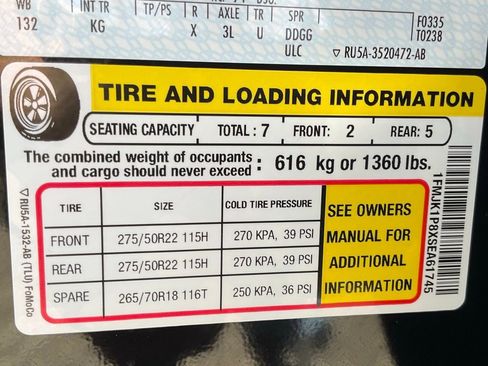 WB INT TR TP/PS R AXLE TR SPR
132 KG X 3L U DDGG
ULC ▽ RU5A-3520472-AB
F0335
T0238
TIRE AND LOADING INFORMATION
SEATING CAPACITY TOTAL : 7 FRONT: 2 REAR: 5
The combined weight of occupants
and cargo should never exceed : 616 kg or 1360 lbs.
TIRE SIZE COLD TIRE PRESSURE
FRONT 275/50R22 115H 270 KPA, 39 PSI
REAR 275/50R22 115H 270 KPA, 39 PSI
SPARE 265/70R18 116T 250 KPA, 36 PSI
SEE OWNERS
MANUAL FOR
ADDITIONAL
INFORMATION
▽ RU5A-1532-AB (TLU) FoMoCo
1FMJK1P8XSEA61745